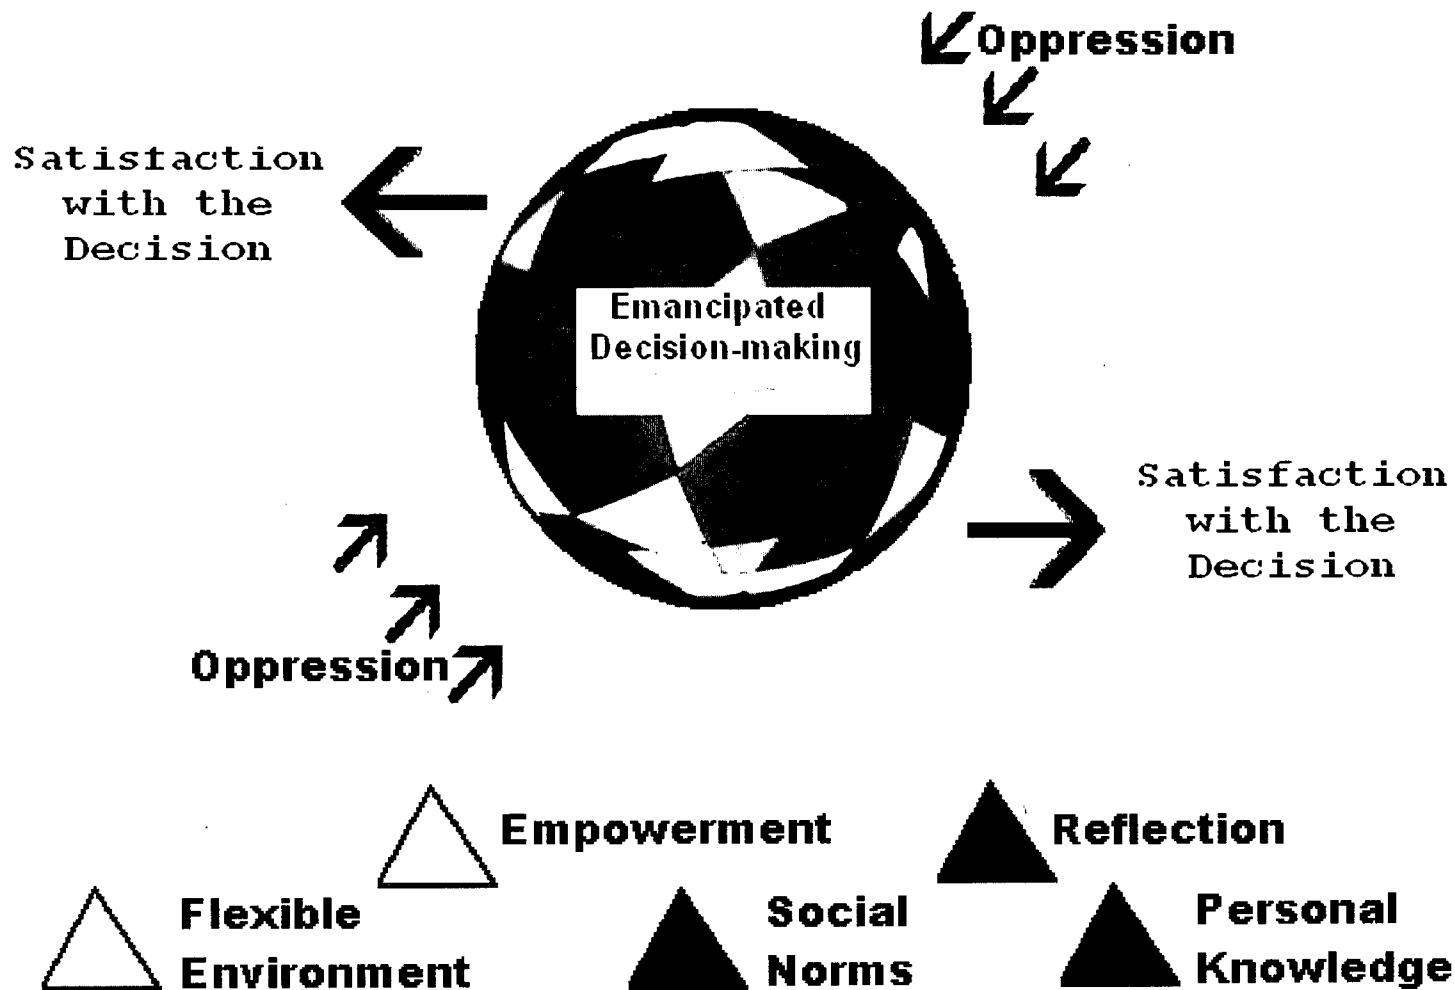 Oppression
Satisfaction
with the
Decision
Emancipated
Decision-making
Satisfaction
with the
Decision
Oppression
Empowerment
Reflection
Flexible
Environment
Social
Norms
Personal
Knowledge